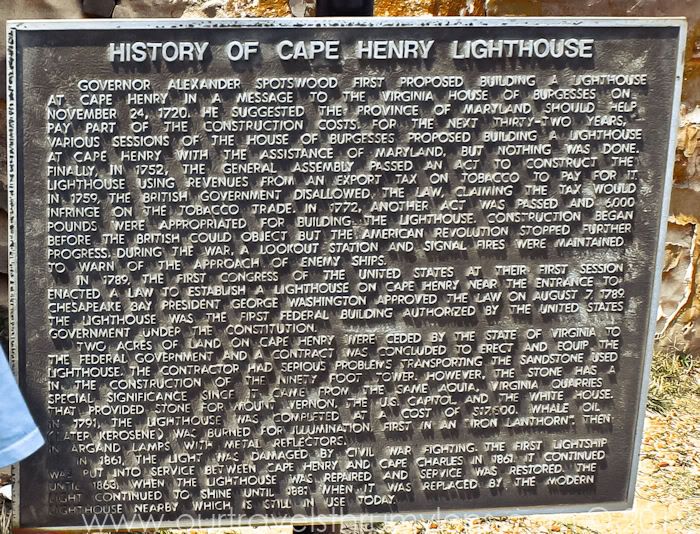 HISTORY OF CAPE HENRY LIGHTHOUSE
GOVERNOR ALEXANDER SPOTSWOOD FIRST PROPOSED BUILDING A LIGHTHOUSE
AT CAPE HENRY IN A MESSAGE TO THE VIRGINIA HOUSE OF BURGESSES ON
NOVEMBER 24, 1720. HE SUGGESTED THE PROVINCE OF MARYLAND SHOULD HELP
PAY PART OF THE CONSTRUCTION COSTS. FOR THE NEXT THIRTY-TWO YEARS,
VARIOUS SESSIONS OF THE HOUSE OF BURGESSES PROPOSED BUILDING A LIGHTHOUSE
AT CAPE HENRY WITH THE ASSISTANCE OF MARYLAND, BUT NOTHING WAS DONE.
FINALLY, IN 1752, THE GENERAL ASSEMBLY PASSED AN ACT TO CONSTRUCT THE
LIGHTHOUSE USING REVENUES FROM AN EXPORT TAX ON TOBACCO TO PAY FOR IT.
IN 1759, THE BRITISH GOVERNMENT DISALLOWED THE LAW, CLAIMING THE TAX WOULD
INFRINGE ON THE TOBACCO TRADE. IN 1772, ANOTHER ACT WAS PASSED AND 6,000
POUNDS WERE APPROPRIATED FOR BUILDING THE LIGHTHOUSE. CONSTRUCTION BEGAN
BEFORE THE BRITISH COULD OBJECT BUT THE AMERICAN REVOLUTION STOPPED FURTHER
PROGRESS. DURING THE WAR, A LOOKOUT STATION AND SIGNAL FIRES WERE MAINTAINED
TO WARN OF THE APPROACH OF ENEMY SHIPS.
IN 1789, THE FIRST CONGRESS OF THE UNITED STATES AT THEIR FIRST SESSION
ENACTED A LAW TO ESTABLISH A LIGHTHOUSE ON CAPE HENRY NEAR THE ENTRANCE TO
CHESAPEAKE BAY. PRESIDENT GEORGE WASHINGTON APPROVED THE LAW ON AUGUST 7, 1789.
THE LIGHTHOUSE WAS THE FIRST FEDERAL BUILDING AUTHORIZED BY THE UNITED STATES
GOVERNMENT UNDER THE CONSTITUTION.
TWO ACRES OF LAND ON CAPE HENRY WERE CEDED BY THE STATE OF VIRGINIA TO
THE FEDERAL GOVERNMENT AND A CONTRACT WAS CONCLUDED TO ERECT AND EQUIP THE
LIGHTHOUSE. THE CONTRACTOR HAD SERIOUS PROBLEMS TRANSPORTING THE SANDSTONE USED
IN THE CONSTRUCTION OF THE NINETY FOOT TOWER. HOWEVER, THE STONE HAS A
SPECIAL SIGNIFICANCE SINCE IT CAME FROM THE SAME AQUIA, VIRGINIA QUARRIES
THAT PROVIDED STONE FOR MOUNT VERNON, THE U.S. CAPITOL AND THE WHITE HOUSE.
IN 1791, THE LIGHTHOUSE WAS COMPLETED AT A COST OF $17,600. WHALE OIL
(LATER KEROSENE) WAS BURNED FOR ILLUMINATION, FIRST IN AN "IRON LANTHORN", THEN
IN ARGAND LAMPS WITH METAL REFLECTORS.
IN 1861, THE LIGHT WAS DAMAGED BY CIVIL WAR FIGHTING. THE FIRST LIGHTSHIP
WAS PUT INTO SERVICE BETWEEN CAPE HENRY AND CAPE CHARLES IN 1861. IT CONTINUED
UNTIL 1863, WHEN THE LIGHTHOUSE WAS REPAIRED AND SERVICE WAS RESTORED. THE
LIGHT CONTINUED TO SHINE UNTIL 1881 WHEN IT WAS REPLACED BY THE MODERN
LIGHTHOUSE NEARBY WHICH IS STILL IN USE TODAY.